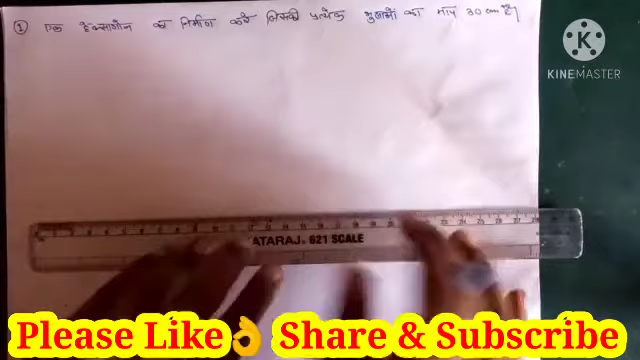 ① एक हेक्सागोन का निर्माण करें जिसकी प्रत्येक भुजाओं का माप 30 cm है।
KINEMASTER
ATARAJ 621 SCALE
Please Like👌 Share & Subscribe